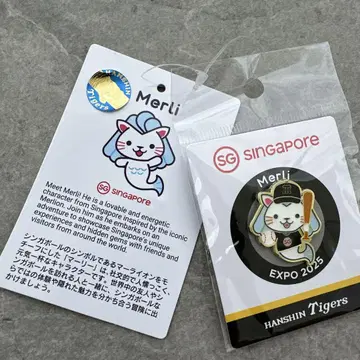 HANSHIN
Tigers
Merli
SG SINGAPORE
Meet Merli! He is a lovable and energetic
character from Singapore inspired by the iconic
Merlion. Join him as he embarks on an
adventure to showcase Singapore's unique
experiences and hidden gems with friends and
visitors from around the world.
シンガポールのシンボルであるマーライオンをモ
チーフにした「マーリー」は、社交的で人懐っこく、
元気一杯なキャラクターです。世界中の友人やシ
ンガポールを訪れる人と一緒に、シンガポールな
らではの体験や隠れた魅力を分かち合う冒険に出
かけましょう。
SG SINGAPORE
Merli
EXPO 2025
HANSHIN Tigers